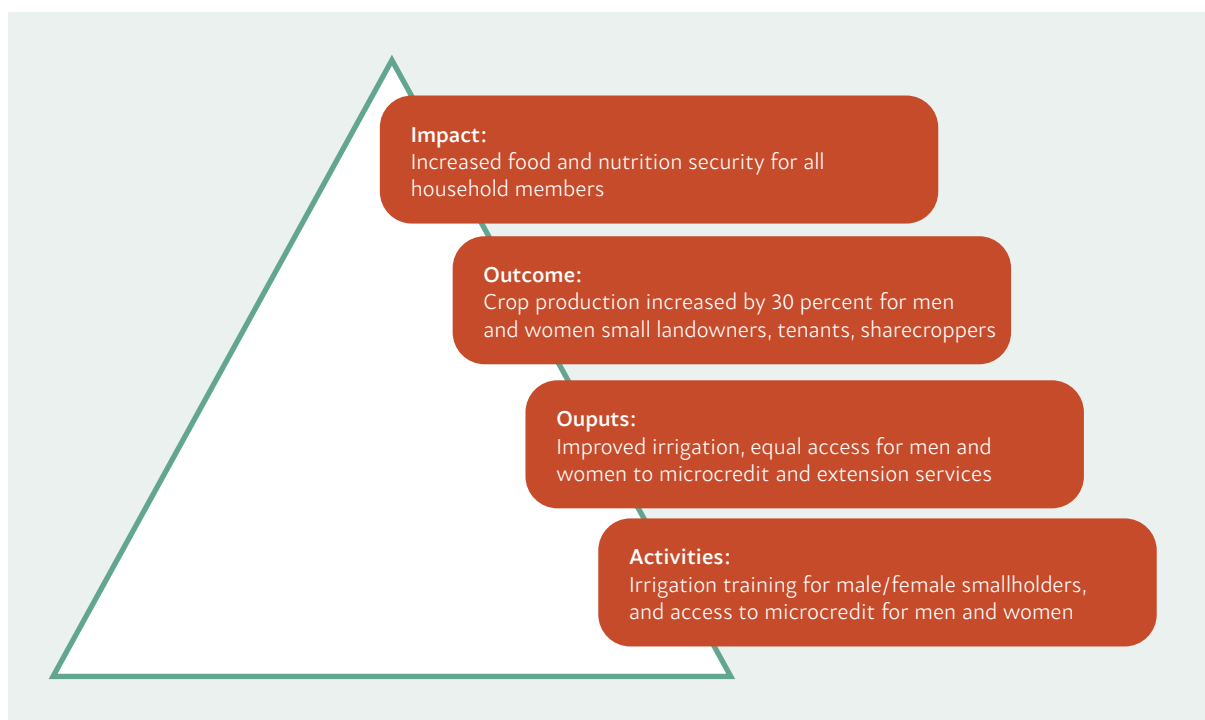 Impact:
Increased food and nutrition security for all
household members
Outcome:
Crop production increased by 30 percent for men
and women small landowners, tenants, sharecroppers
Ouputs:
Improved irrigation, equal access for men and
women to microcredit and extension services
Activities:
Irrigation training for male/female smallholders,
and access to microcredit for men and women